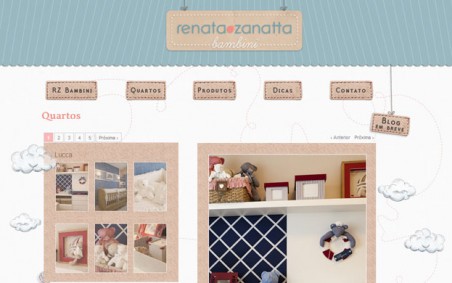 renata zanatta
bambini
RZ Bambini
Quartos
Produtos
Dicas
Contato
Blog
em breve
Quartos
1 2 3 4 5 Próxima ›
‹ Anterior Próxima ›
Lucca